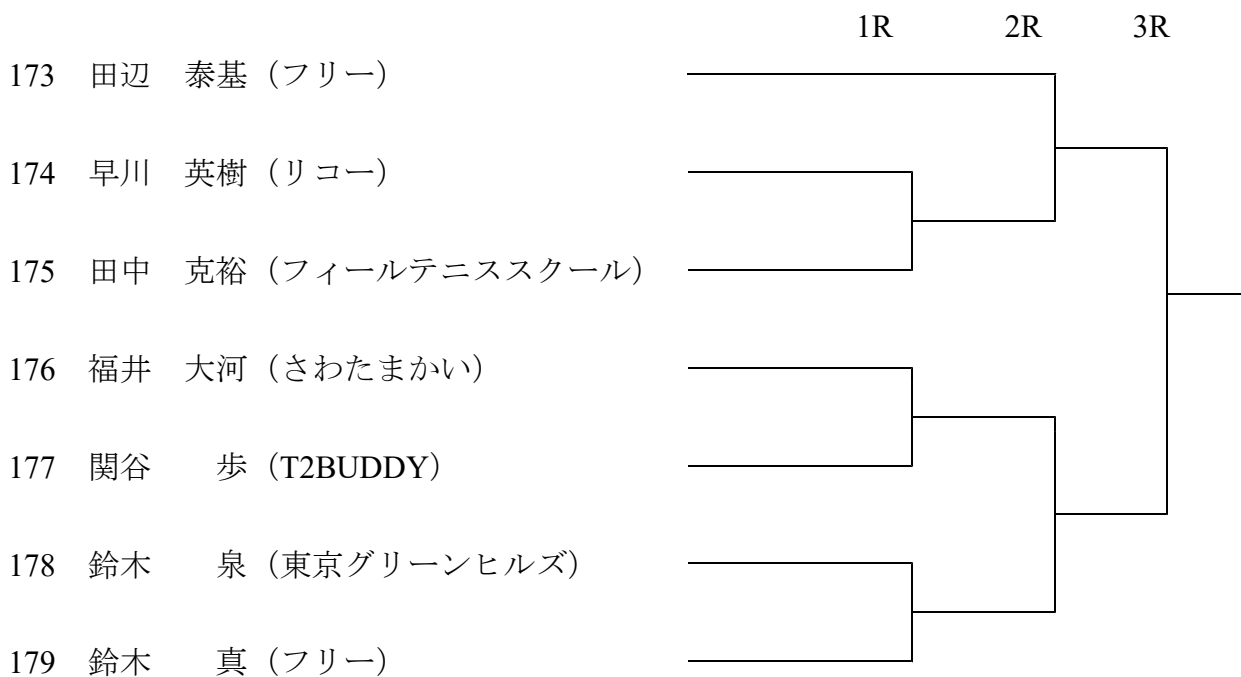 1R 2R 3R
173 田辺 泰基（フリー）
174 早川 英樹（リコー）
175 田中 克裕（フィールテニススクール）
176 福井 大河（さわたまかい）
177 関谷 歩（T2BUDDY）
178 鈴木 泉（東京グリーンヒルズ）
179 鈴木 真（フリー）